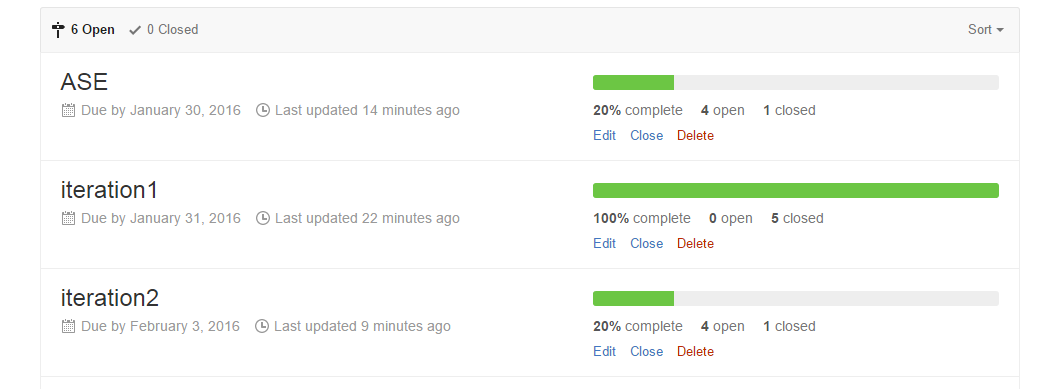 6 Open 0 Closed Sort
ASE
Due by January 30, 2016 Last updated 14 minutes ago
20% complete 4 open 1 closed
Edit Close Delete
iteration1
Due by January 31, 2016 Last updated 22 minutes ago
100% complete 0 open 5 closed
Edit Close Delete
iteration2
Due by February 3, 2016 Last updated 9 minutes ago
20% complete 4 open 1 closed
Edit Close Delete